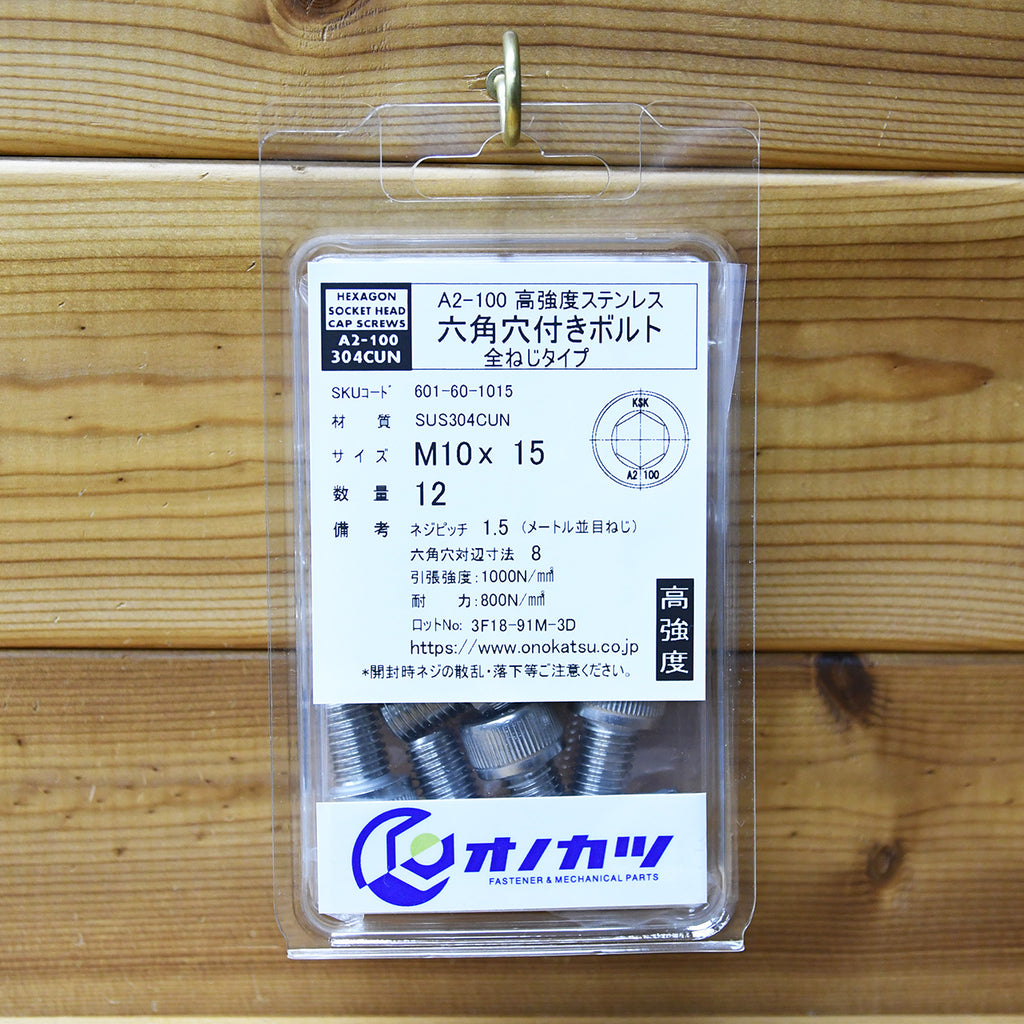 HEXAGON
SOCKET HEAD
CAP SCREWS
A2-100
304CUN
A2-100 高強度ステンレス
六角穴付きボルト
全ねじタイプ
SKUコード 601-60-1015
材質 SUS304CUN
サイズ M10x 15
数量 12
備考 ネジピッチ 1.5 (メートル並目ねじ)
六角穴対辺寸法 8
引張強度:1000N/㎟
耐 力:800N/㎟
ロットNo: 3F18-91M-3D
https://www.onokatsu.co.jp
*開封時ネジの散乱・落下等ご注意ください。
KSK
A2 100
高強度
オノカツ
FASTENER & MECHANICAL PARTS